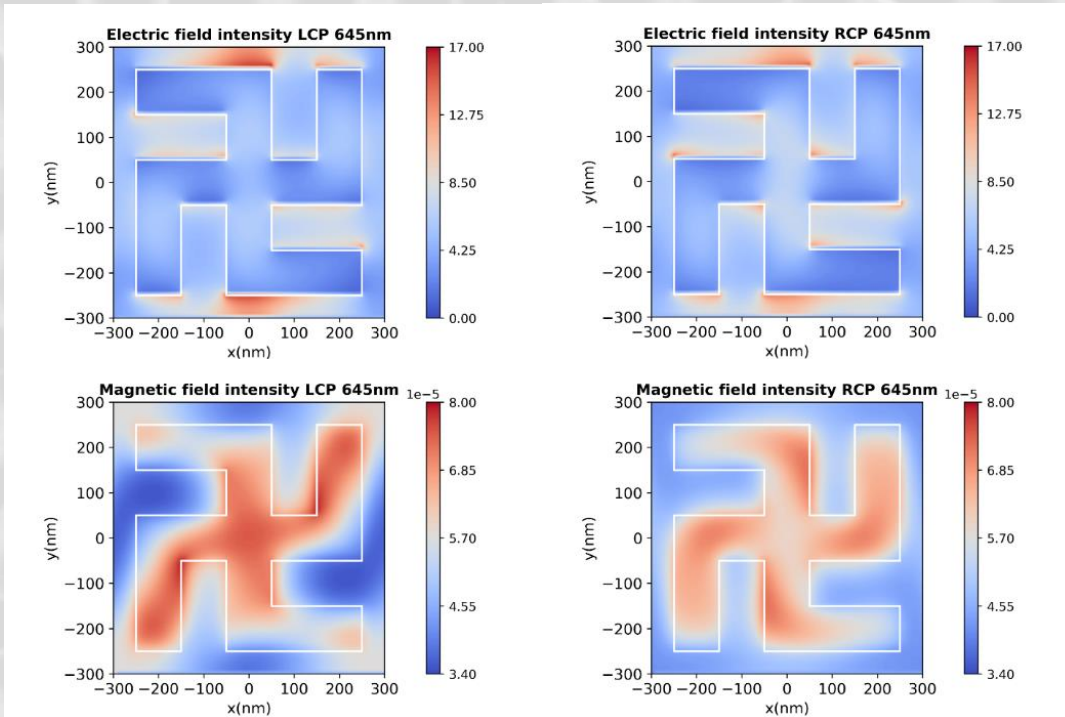 Electric field intensity LCP 645nm
300
200
100
0
−100
−200
−300
y(nm)
−300 −200 −100 0 100 200 300
x(nm)
17.00
12.75
8.50
4.25
0.00
Electric field intensity RCP 645nm
300
200
100
0
−100
−200
−300
y(nm)
−300 −200 −100 0 100 200 300
x(nm)
17.00
12.75
8.50
4.25
0.00
Magnetic field intensity LCP 645nm
1e−5
300
200
100
0
−100
−200
−300
y(nm)
−300 −200 −100 0 100 200 300
x(nm)
8.00
6.85
5.70
4.55
3.40
Magnetic field intensity RCP 645nm
1e−5
300
200
100
0
−100
−200
−300
y(nm)
−300 −200 −100 0 100 200 300
x(nm)
8.00
6.85
5.70
4.55
3.40